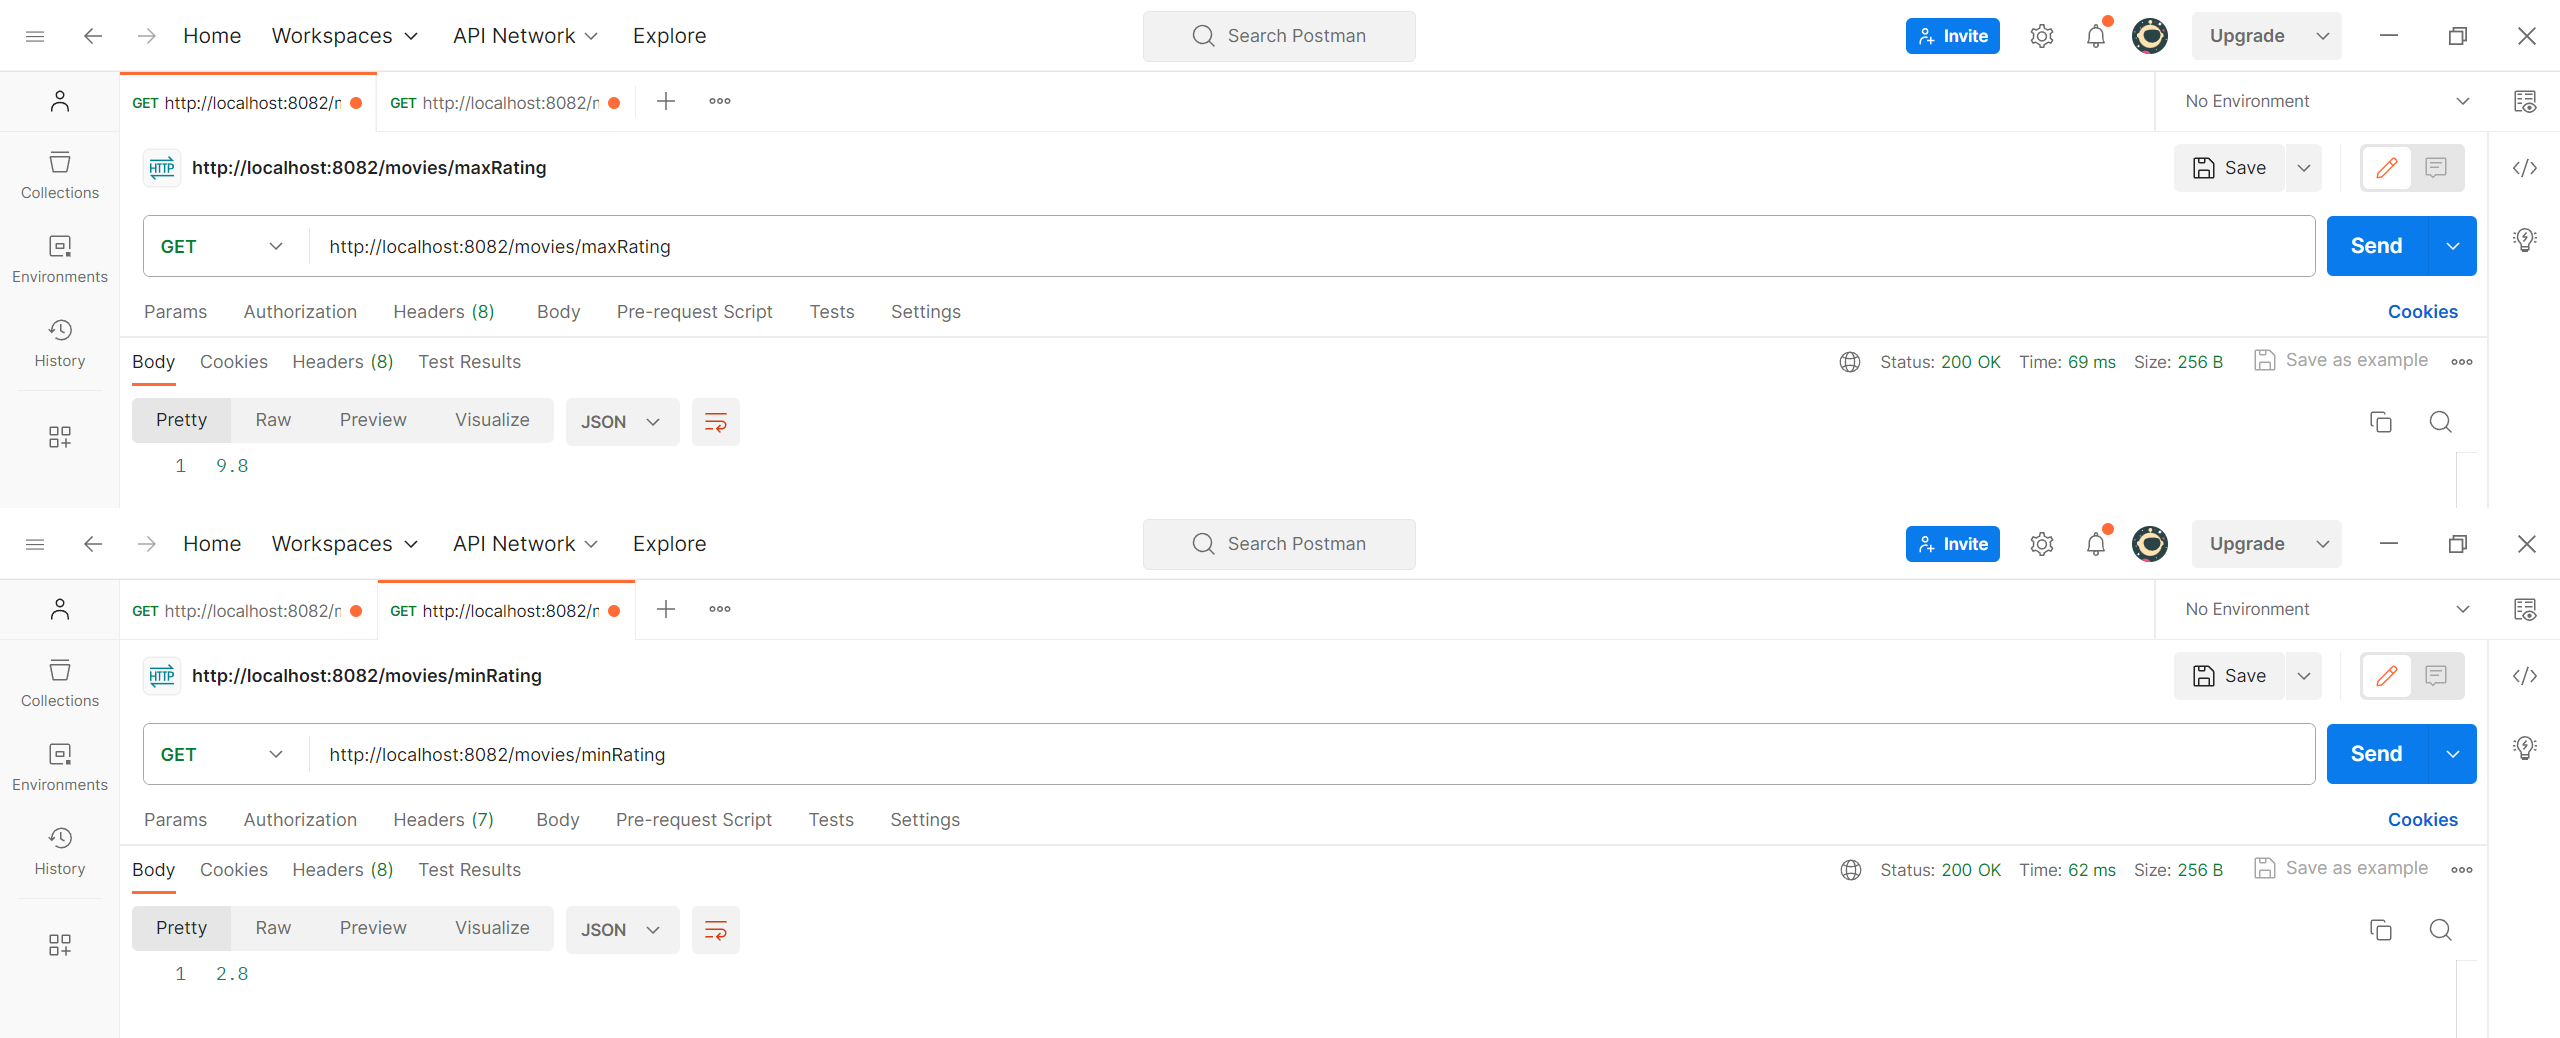 Home Workspaces API Network Explore Search Postman Invite Upgrade
GET http://localhost:8082/ GET http://localhost:8082/ No Environment
HTTP http://localhost:8082/movies/maxRating Save
Collections
GET http://localhost:8082/movies/maxRating Send
Environments
Params Authorization Headers (8) Body Pre-request Script Tests Settings Cookies
History
Body Cookies Headers (8) Test Results Status: 200 OK Time: 69 ms Size: 256 B Save as example
Pretty Raw Preview Visualize JSON
1 9.8
Home Workspaces API Network Explore Search Postman Invite Upgrade
GET http://localhost:8082/ GET http://localhost:8082/ No Environment
HTTP http://localhost:8082/movies/minRating Save
Collections
GET http://localhost:8082/movies/minRating Send
Environments
Params Authorization Headers (7) Body Pre-request Script Tests Settings Cookies
History
Body Cookies Headers (8) Test Results Status: 200 OK Time: 62 ms Size: 256 B Save as example
Pretty Raw Preview Visualize JSON
1 2.8